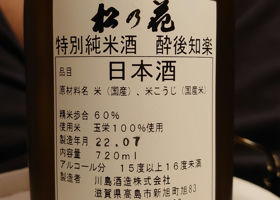 松の花
特別純米酒 酔後知楽
品目 日本酒
原材料名 米（国産）、米こうじ（国産米）
精米歩合 60%
使用米 玉栄100％使用
製造年月 22.07
内容量 720ml
アルコール分 15度以上16度未満
製造者 川島酒造株式会社
滋賀県高島市新旭町旭83